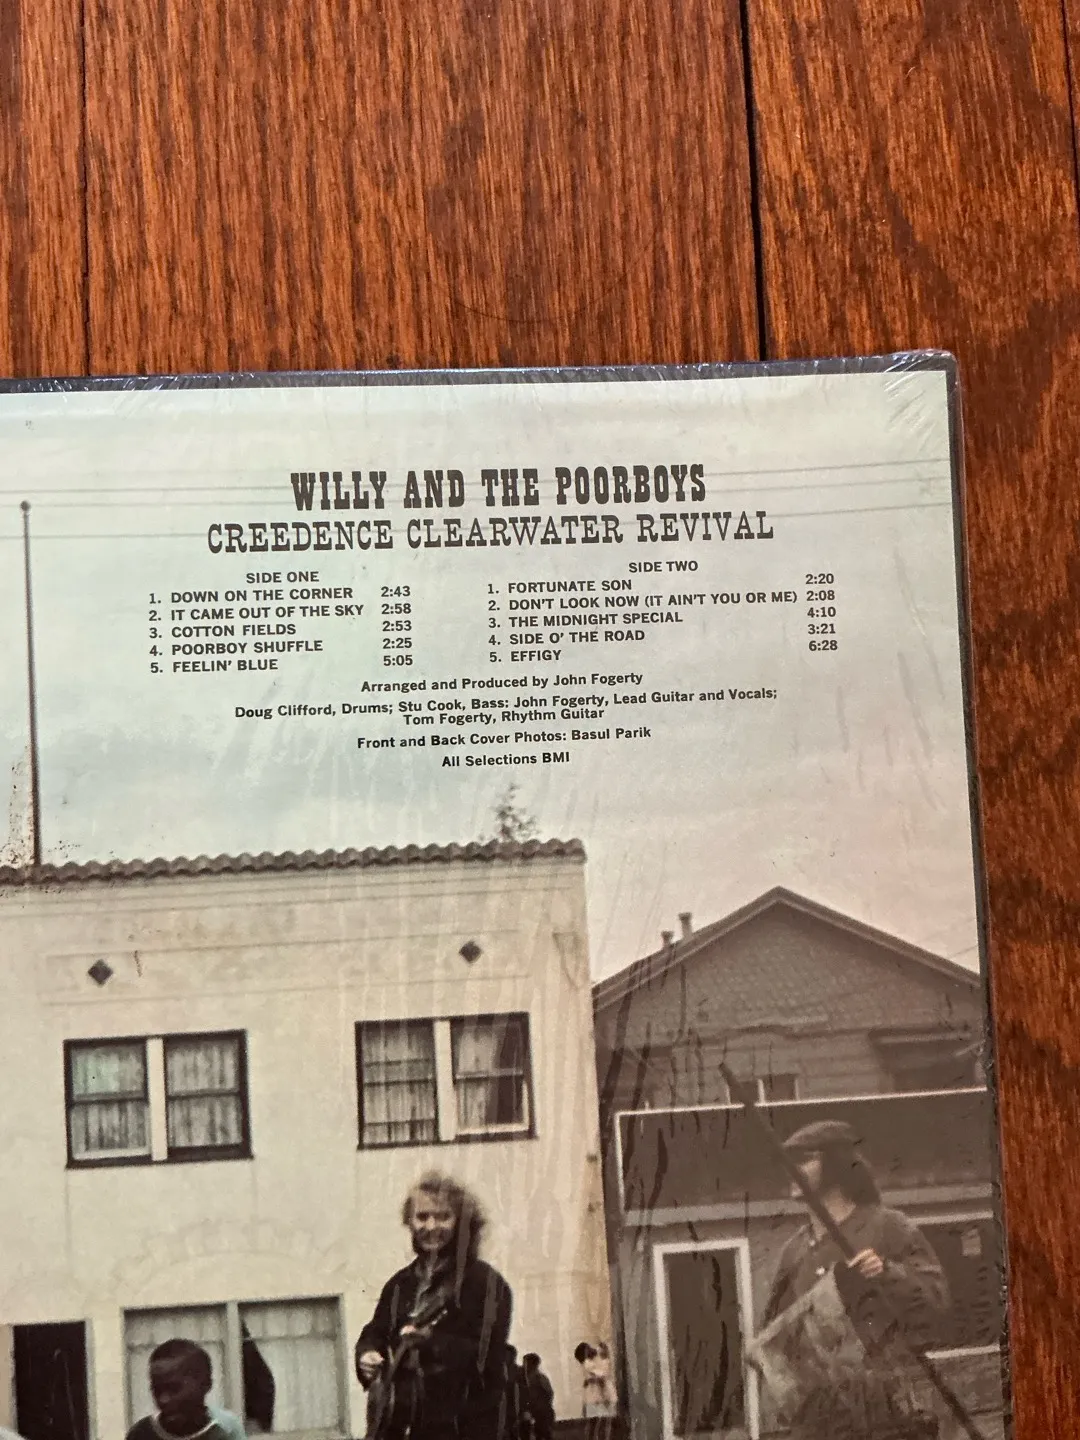 WILLY AND THE POORBOYS
CREEDENCE CLEARWATER REVIVAL
SIDE ONE
1. DOWN ON THE CORNER 2:43
2. IT CAME OUT OF THE SKY 2:58
3. COTTON FIELDS 2:53
4. POORBOY SHUFFLE 2:25
5. FEELIN' BLUE 5:05
SIDE TWO
1. FORTUNATE SON 2:20
2. DON'T LOOK NOW (IT AIN'T YOU OR ME) 2:08
3. THE MIDNIGHT SPECIAL 4:10
4. SIDE O' THE ROAD 3:21
5. EFFIGY 6:28
Arranged and Produced by John Fogerty
Doug Clifford, Drums; Stu Cook, Bass; John Fogerty, Lead Guitar and Vocals;
Tom Fogerty, Rhythm Guitar
Front and Back Cover Photos: Basul Parik
All Selections BMI